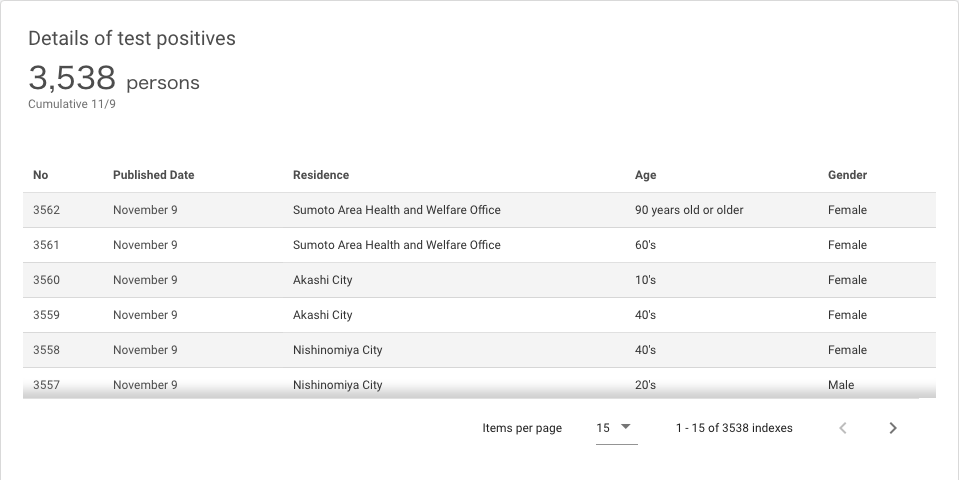 Details of test positives
3,538 persons
Cumulative 11/9
No Published Date Residence Age Gender
3562 November 9 Sumoto Area Health and Welfare Office 90 years old or older Female
3561 November 9 Sumoto Area Health and Welfare Office 60's Female
3560 November 9 Akashi City 10's Female
3559 November 9 Akashi City 40's Female
3558 November 9 Nishinomiya City 40's Female
3557 November 9 Nishinomiya City 20's Male
Items per page 15 1 - 15 of 3538 indexes